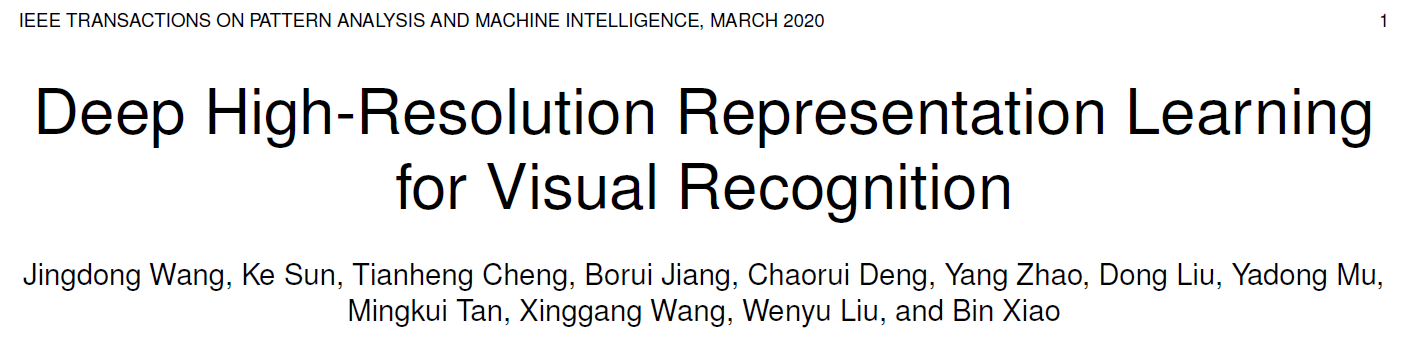 IEEE TRANSACTIONS ON PATTERN ANALYSIS AND MACHINE INTELLIGENCE, MARCH 2020 1
Deep High-Resolution Representation Learning
for Visual Recognition
Jingdong Wang, Ke Sun, Tianheng Cheng, Borui Jiang, Chaorui Deng, Yang Zhao, Dong Liu, Yadong Mu,
Mingkui Tan, Xinggang Wang, Wenyu Liu, and Bin Xiao